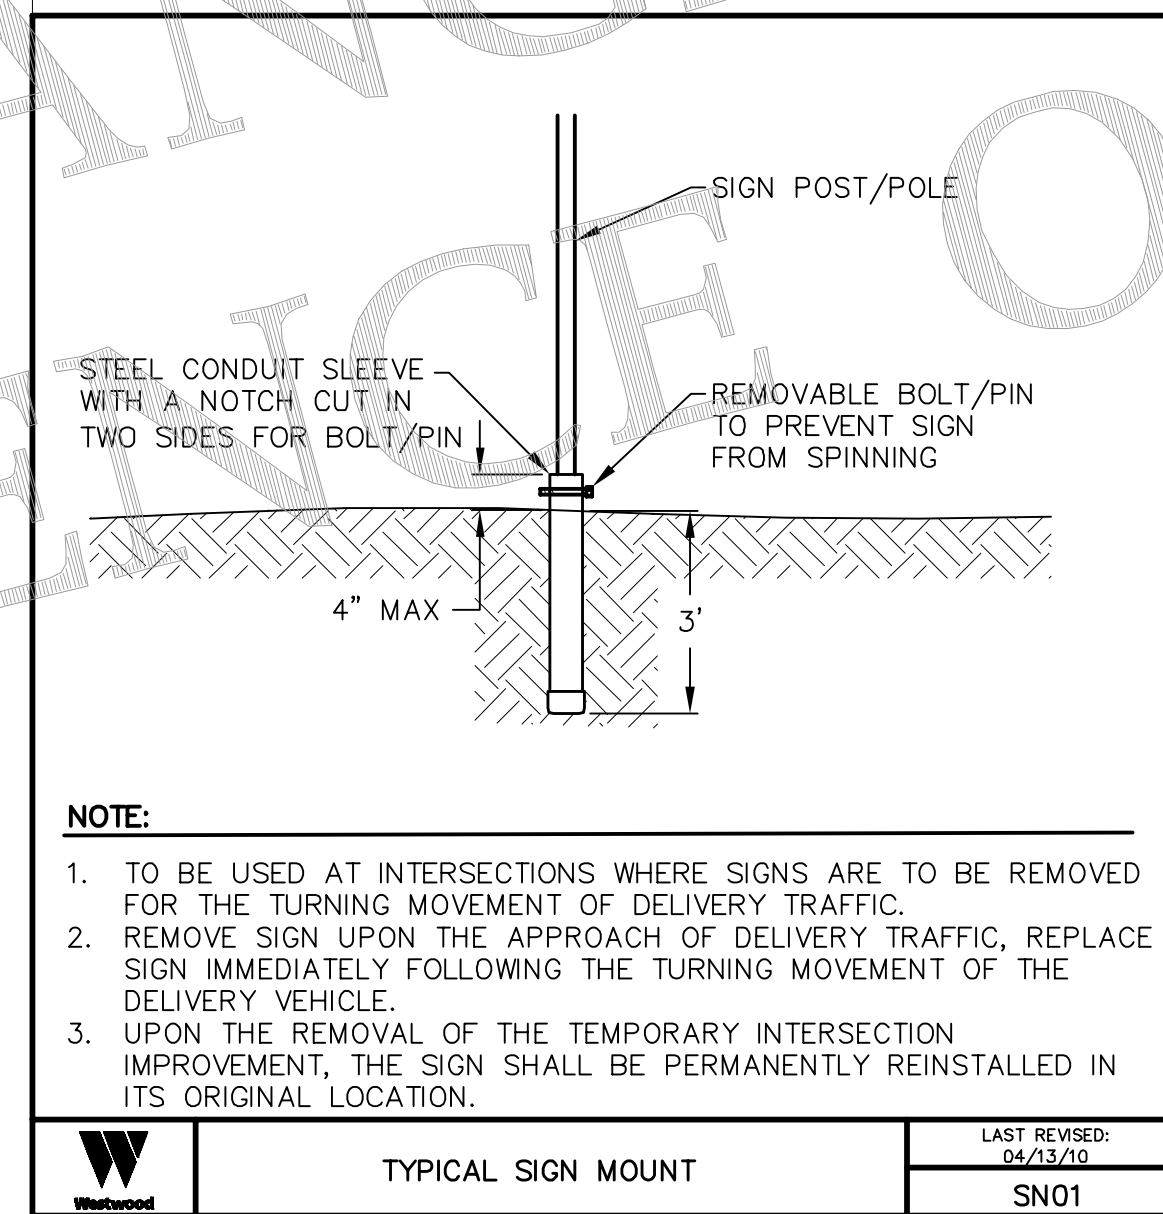 SIGN POST/POLE
STEEL CONDUIT SLEEVE
WITH A NOTCH CUT IN
TWO SIDES FOR BOLT/PIN
REMOVABLE BOLT/PIN
TO PREVENT SIGN
FROM SPINNING
4" MAX
3'
NOTE:
1. TO BE USED AT INTERSECTIONS WHERE SIGNS ARE TO BE REMOVED
FOR THE TURNING MOVEMENT OF DELIVERY TRAFFIC.
2. REMOVE SIGN UPON THE APPROACH OF DELIVERY TRAFFIC, REPLACE
SIGN IMMEDIATELY FOLLOWING THE TURNING MOVEMENT OF THE
DELIVERY VEHICLE.
3. UPON THE REMOVAL OF THE TEMPORARY INTERSECTION
IMPROVEMENT, THE SIGN SHALL BE PERMANENTLY REINSTALLED IN
ITS ORIGINAL LOCATION.
Westwood
TYPICAL SIGN MOUNT
LAST REVISED:
04/13/10
SN01